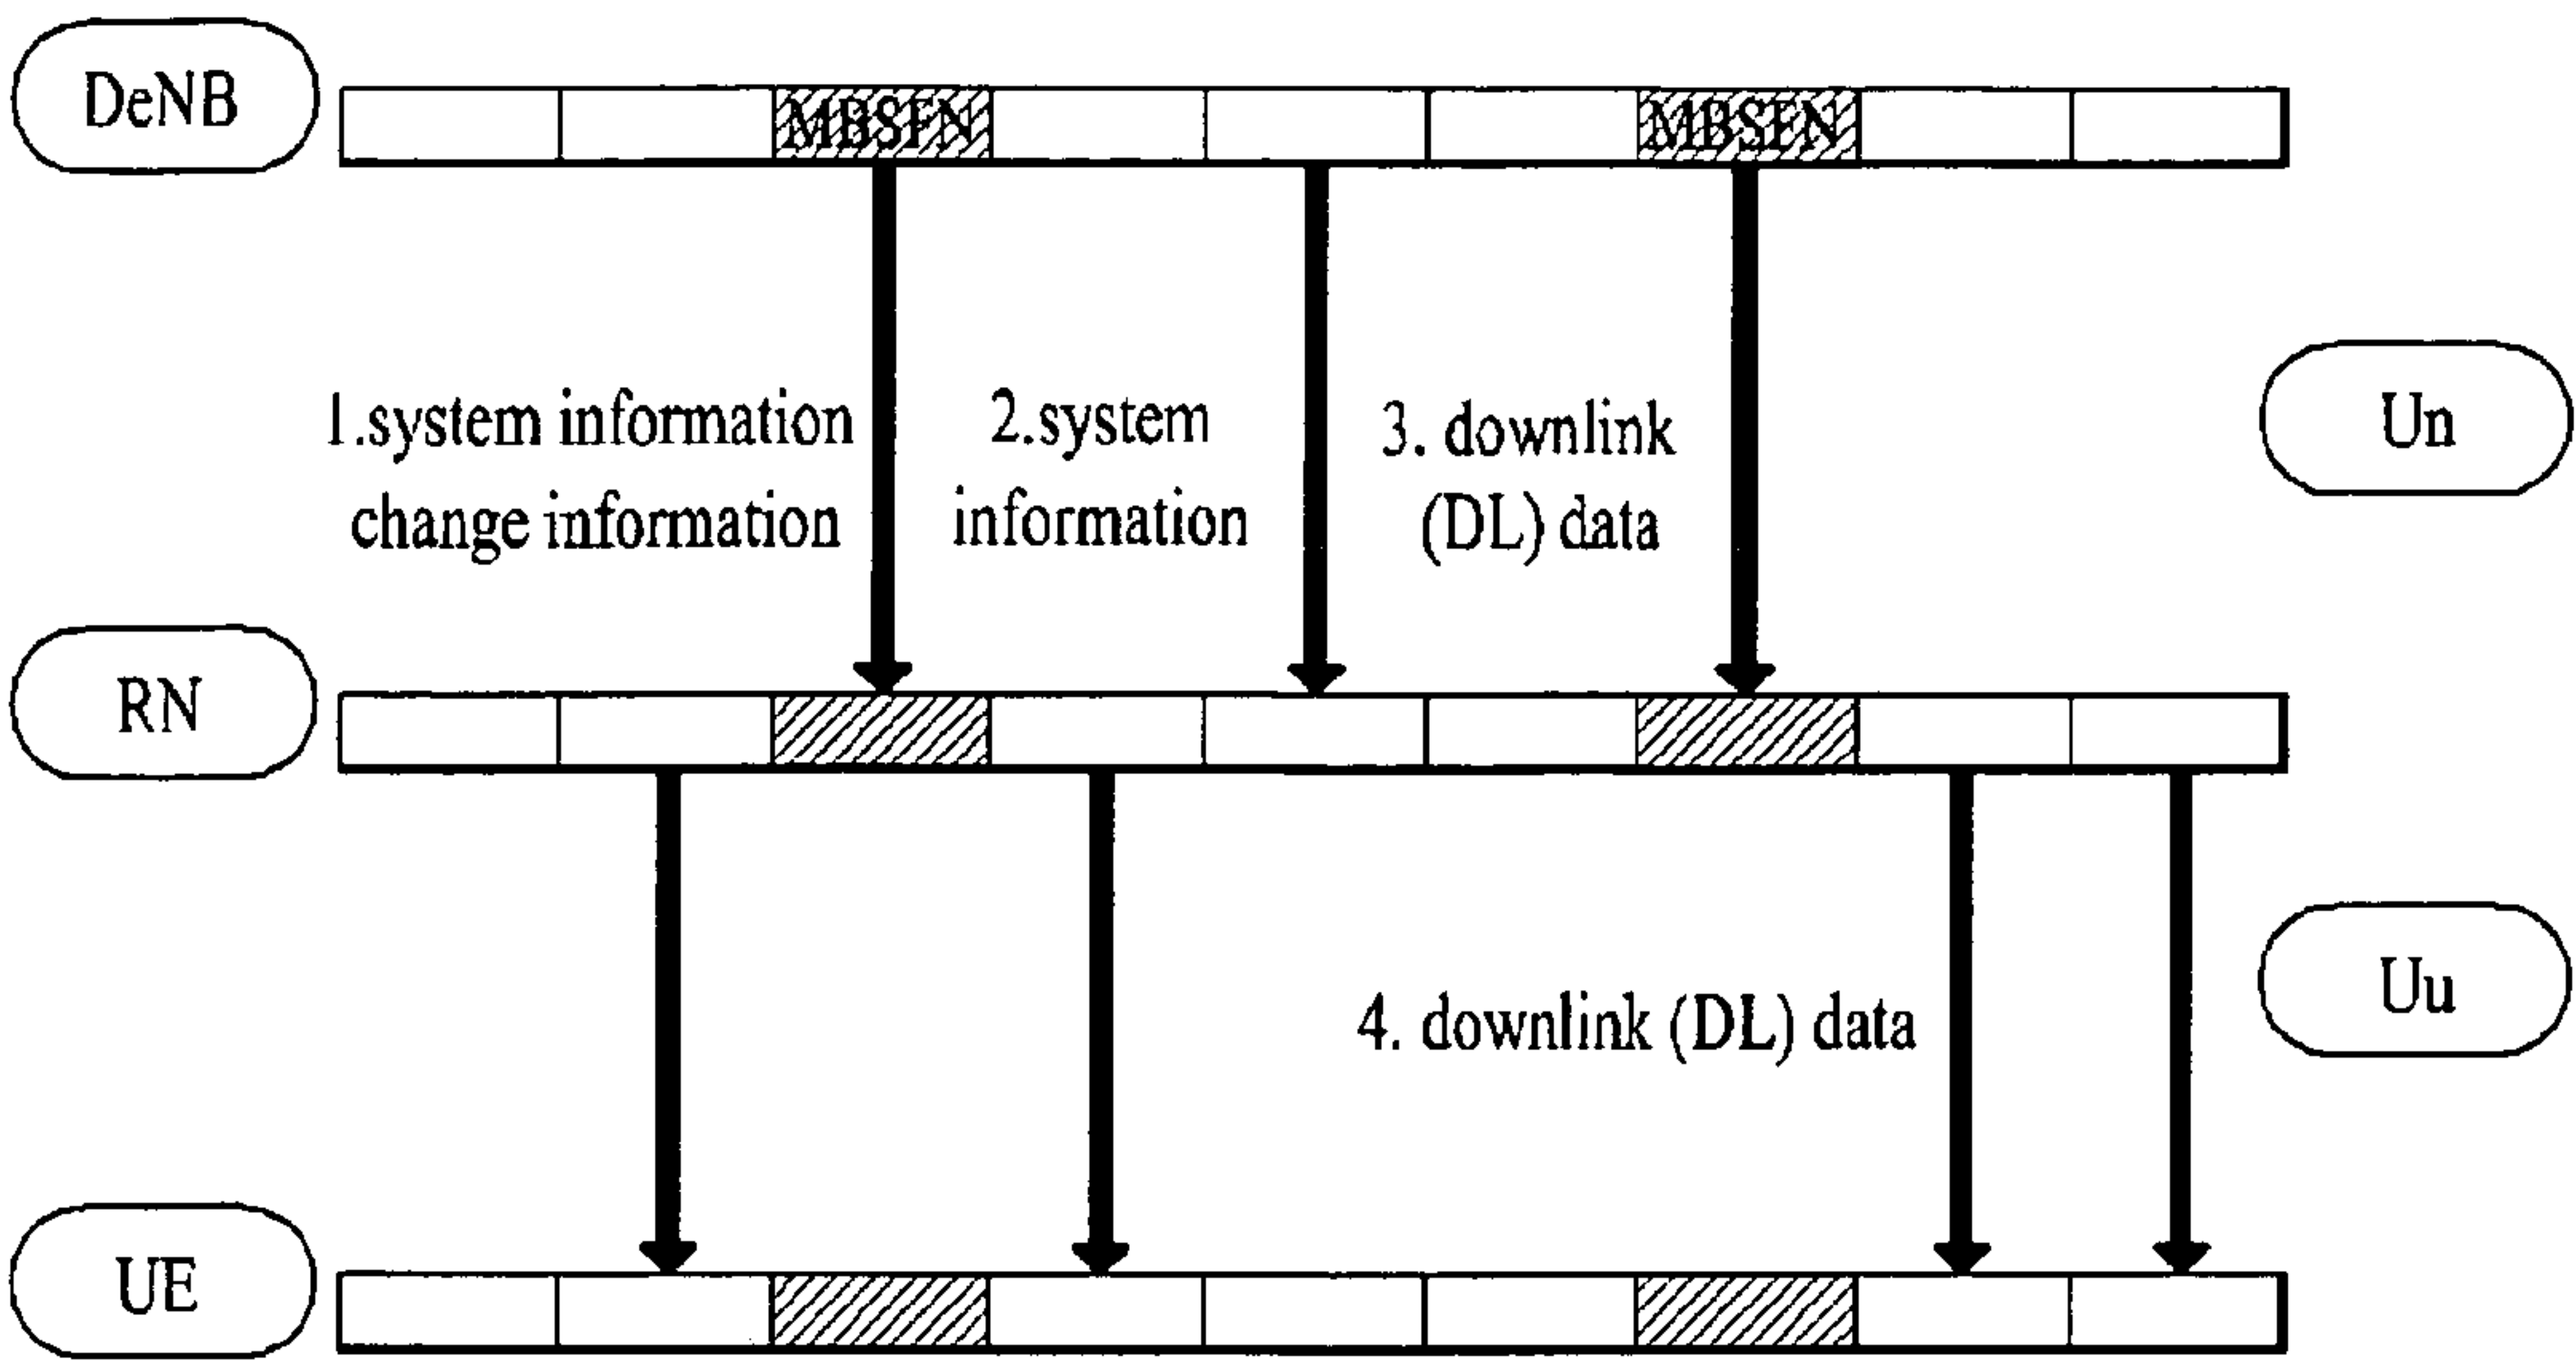 DeNB
MBSFN
MBSFN
1.system information
change information
2.system
information
3. downlink
(DL) data
Un
RN
4. downlink (DL) data
Uu
UE